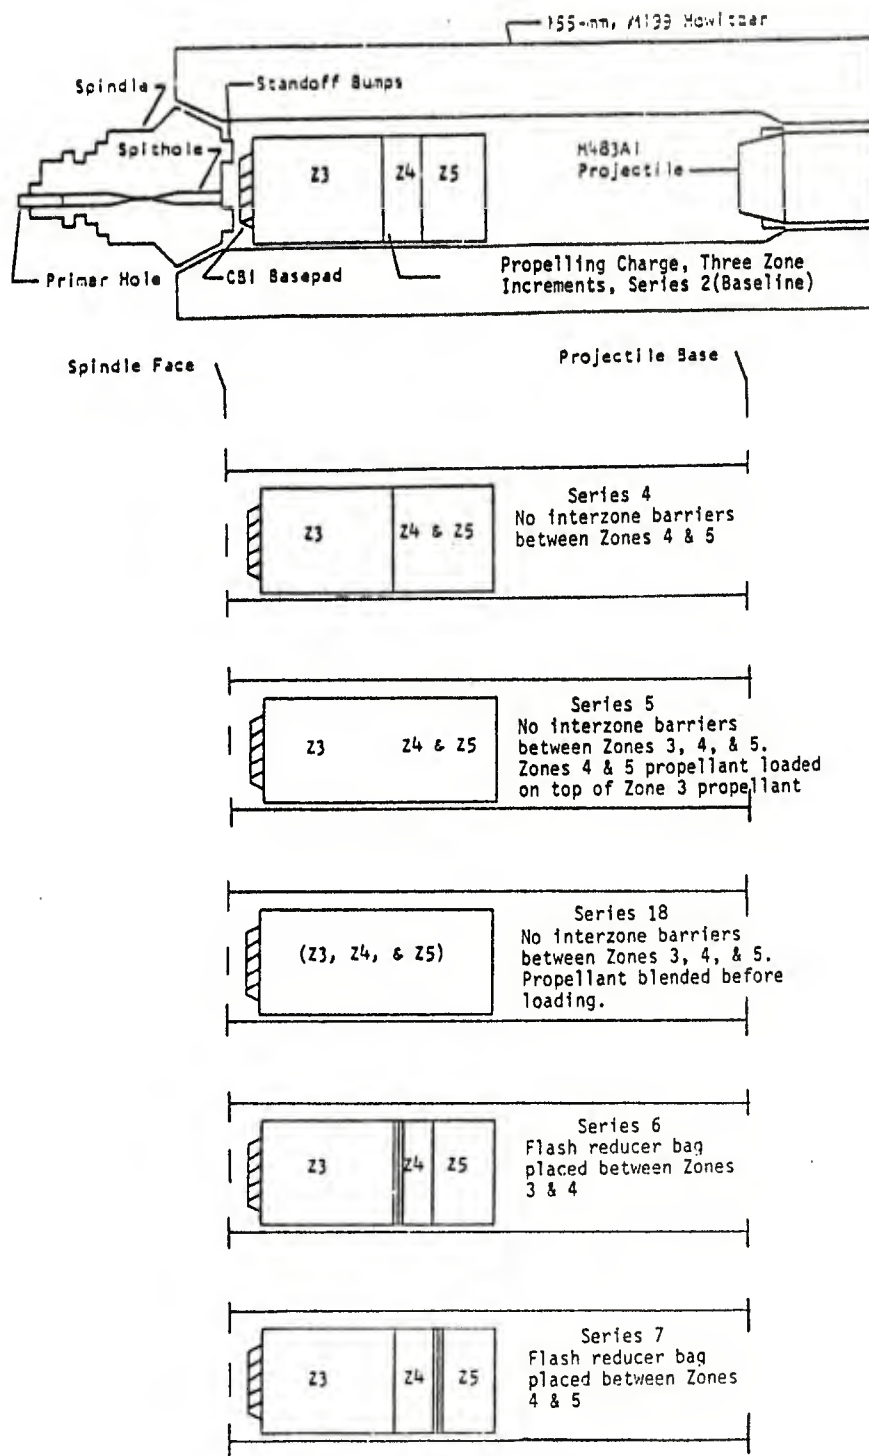 155-mm, M199 Howitzer
Spindle
Standoff Bumps
Spithole
Z3
Z4
Z5
M483A1
Projectile
Primer Hole
CBI Basepad
Propelling Charge, Three Zone
Increments, Series 2(Baseline)
Spindle Face
Projectile Base
Z3
Z4 & Z5
Series 4
No interzone barriers
between Zones 4 & 5
Z3
Z4 & Z5
Series 5
No interzone barriers
between Zones 3, 4, & 5.
Zones 4 & 5 propellant loaded
on top of Zone 3 propellant
(Z3, Z4, & Z5)
Series 18
No interzone barriers
between Zones 3, 4, & 5.
Propellant blended before
loading.
Z3
Z4
Z5
Series 6
Flash reducer bag
placed between Zones
3 & 4
Z3
Z4
Z5
Series 7
Flash reducer bag
placed between Zones
4 & 5